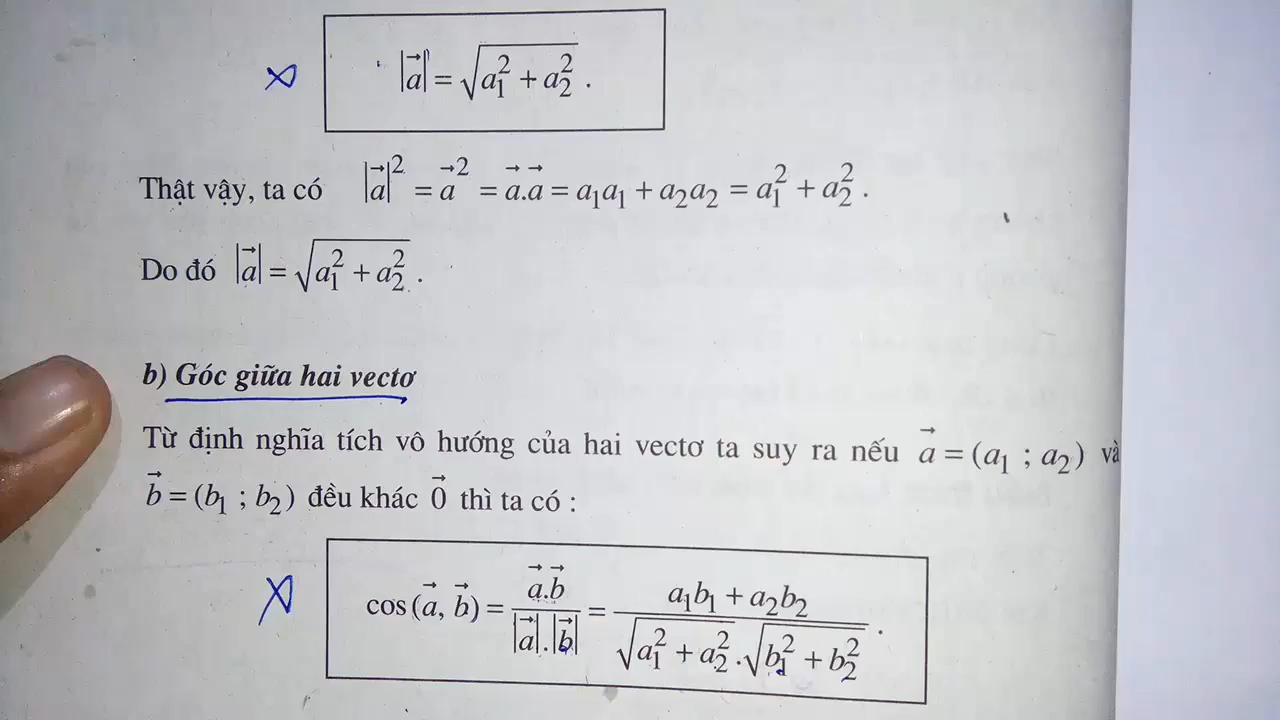 |a⃗| = √(a₁² + a₂²) .
Thật vậy, ta có |a⃗|² = a⃗² = a⃗.a⃗ = a₁a₁ + a₂a₂ = a₁² + a₂² .
Do đó |a⃗| = √(a₁² + a₂²) .
b) Góc giữa hai vectơ
Từ định nghĩa tích vô hướng của hai vectơ ta suy ra nếu a⃗ = (a₁ ; a₂) và
b⃗ = (b₁ ; b₂) đều khác 0⃗ thì ta có :
cos(a⃗, b⃗) = a⃗.b⃗ / |a⃗|.|b⃗| = a₁b₁ + a₂b₂ / √(a₁² + a₂²).√(b₁² + b₂²) .